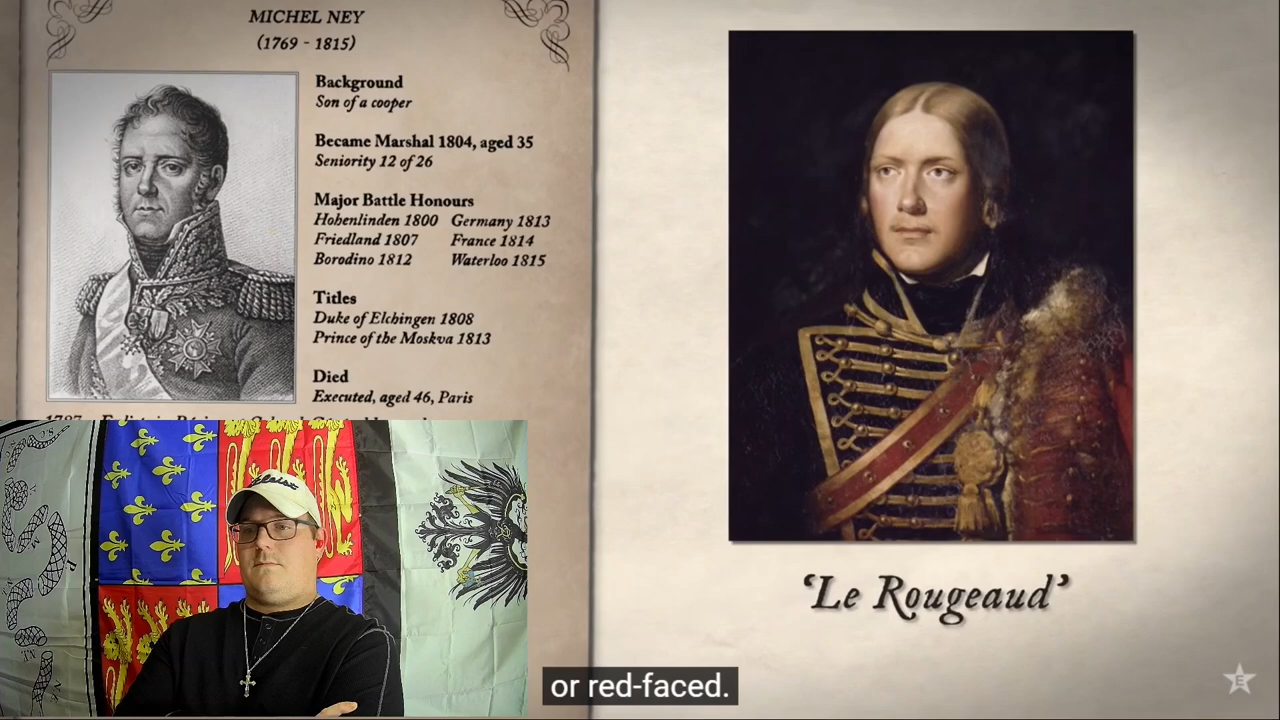 MICHEL NEY
(1769 - 1815)
Background
Son of a cooper
Became Marshal 1804, aged 35
Seniority 12 of 26
Major Battle Honours
Hohenlinden 1800 Germany 1813
Friedland 1807 France 1814
Borodino 1812 Waterloo 1815
Titles
Duke of Elchingen 1808
Prince of the Moskva 1813
Died
Executed, aged 46, Paris
'Le Rougeaud'
or red-faced.
E